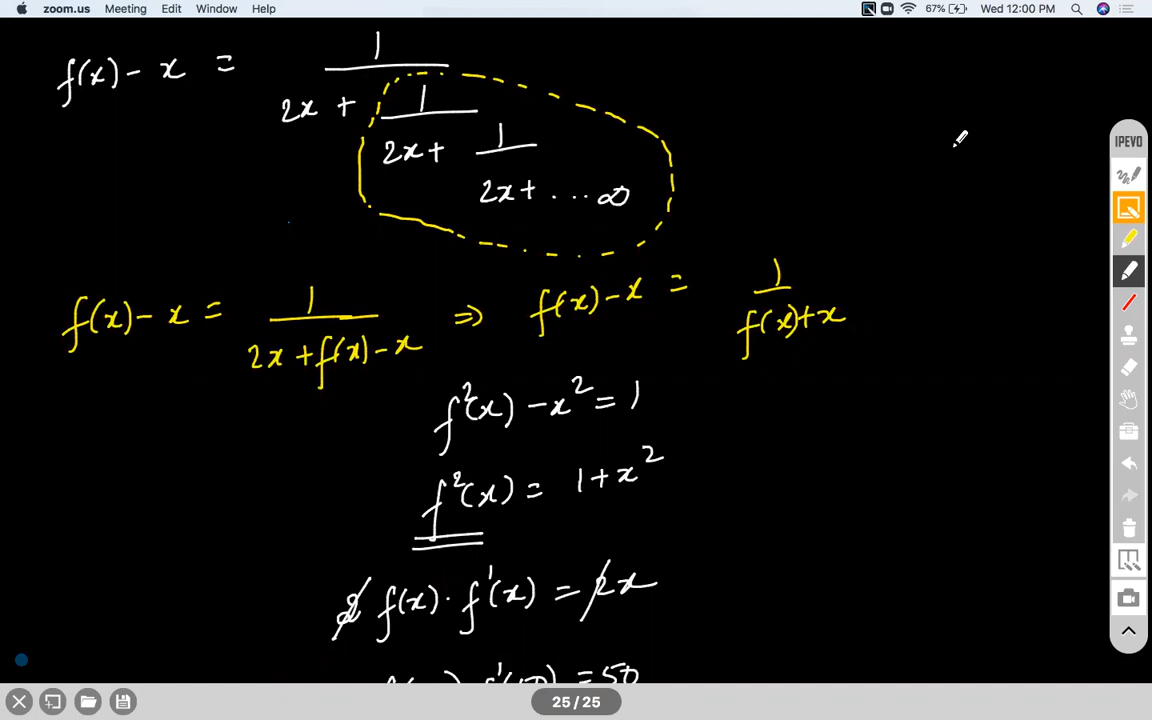 zoom.us Meeting Edit Window Help 67% Wed 12:00 PM
f(x) - x = 1 / (2x + 1 / (2x + 1 / (2x + ... ∞
IPEVO
f(x) - x = 1 / (2x + f(x) - x) ⇒ f(x) - x = 1 / (f(x) + x)
f²(x) - x² = 1
f²(x) = 1 + x²
2 f(x) · f'(x) = 2x
= 50
25 / 25